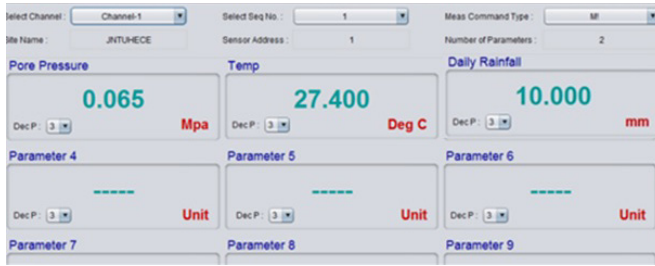 Select Channel : Channel-1 Select Seq No. : 1 Meas Command Type : M!
Site Name : JNTUHECE Sensor Address : 1 Number of Parameters : 2
Pore Pressure Temp Daily Rainfall
0.065 27.400 10.000
Dec P : 3 Mpa Dec P : 3 Deg C Dec P : 3 mm
Parameter 4 Parameter 5 Parameter 6
----- ----- -----
Dec P : 3 Unit Dec P : 3 Unit Dec P : 3 Unit
Parameter 7 Parameter 8 Parameter 9